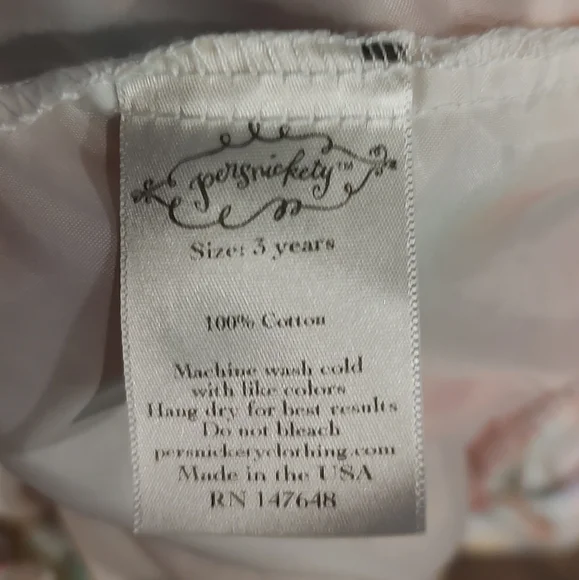 persnickety™
Size: 3 years
100% Cotton
Machine wash cold
with like colors
Hang dry for best results
Do not bleach
persnicketyclothing.com
Made in the USA
RN 147648